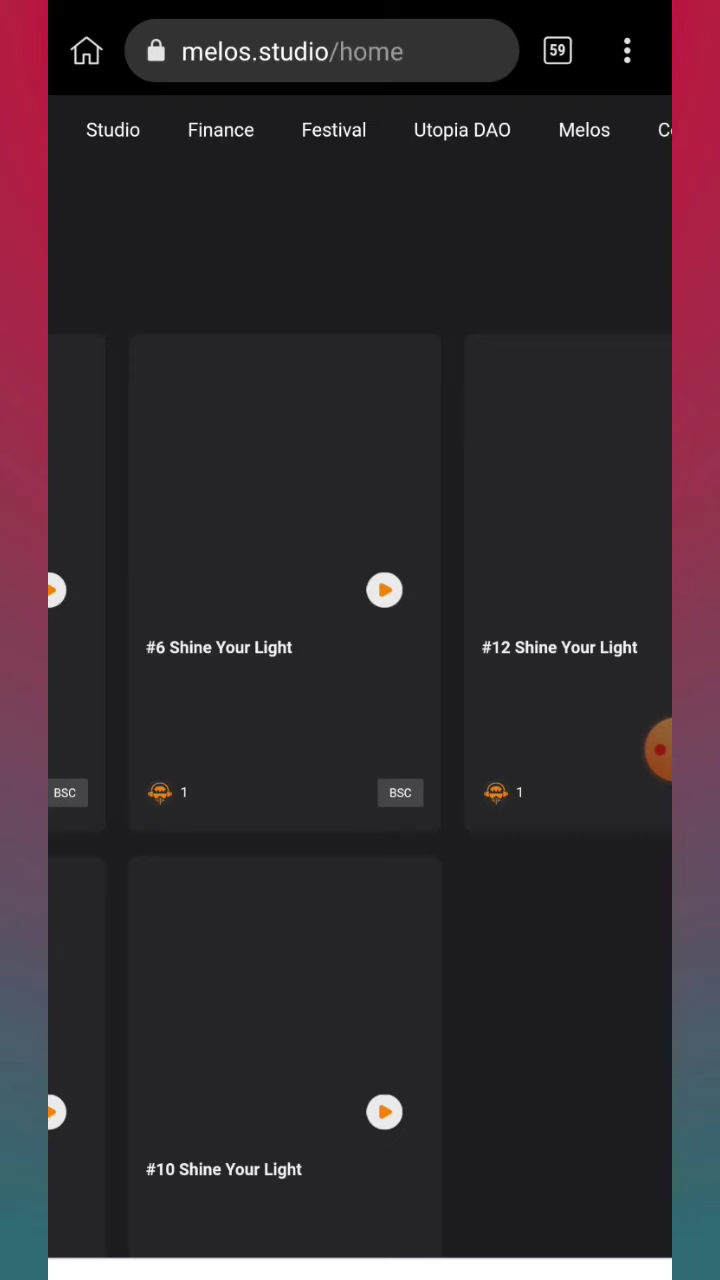 melos.studio/home 59
Studio Finance Festival Utopia DAO Melos
#6 Shine Your Light
#12 Shine Your Light
BSC
1
BSC
1
#10 Shine Your Light